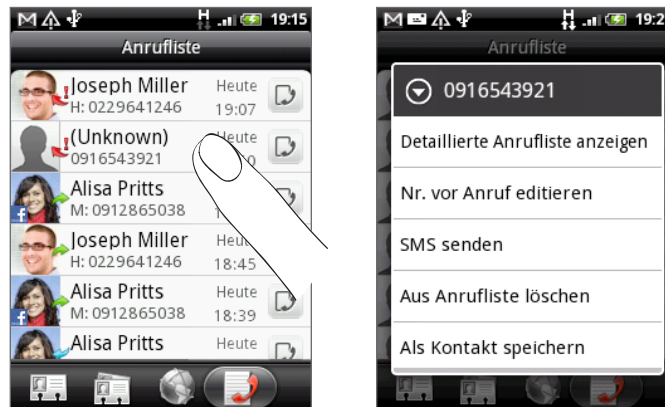 H 19:15
Anrufliste
Joseph Miller Heute
H: 0229641246 19:07
(Unknown) Heute
0916543921
Alisa Pritts
M: 0912865038
Joseph Miller
H: 0229641246 18:45
Alisa Pritts Heute
M: 0912865038 18:39
Alisa Pritts Heute
H
Anrufliste
0916543921
Detaillierte Anrufliste anzeigen
Nr. vor Anruf editieren
SMS senden
Aus Anrufliste löschen
Als Kontakt speichern